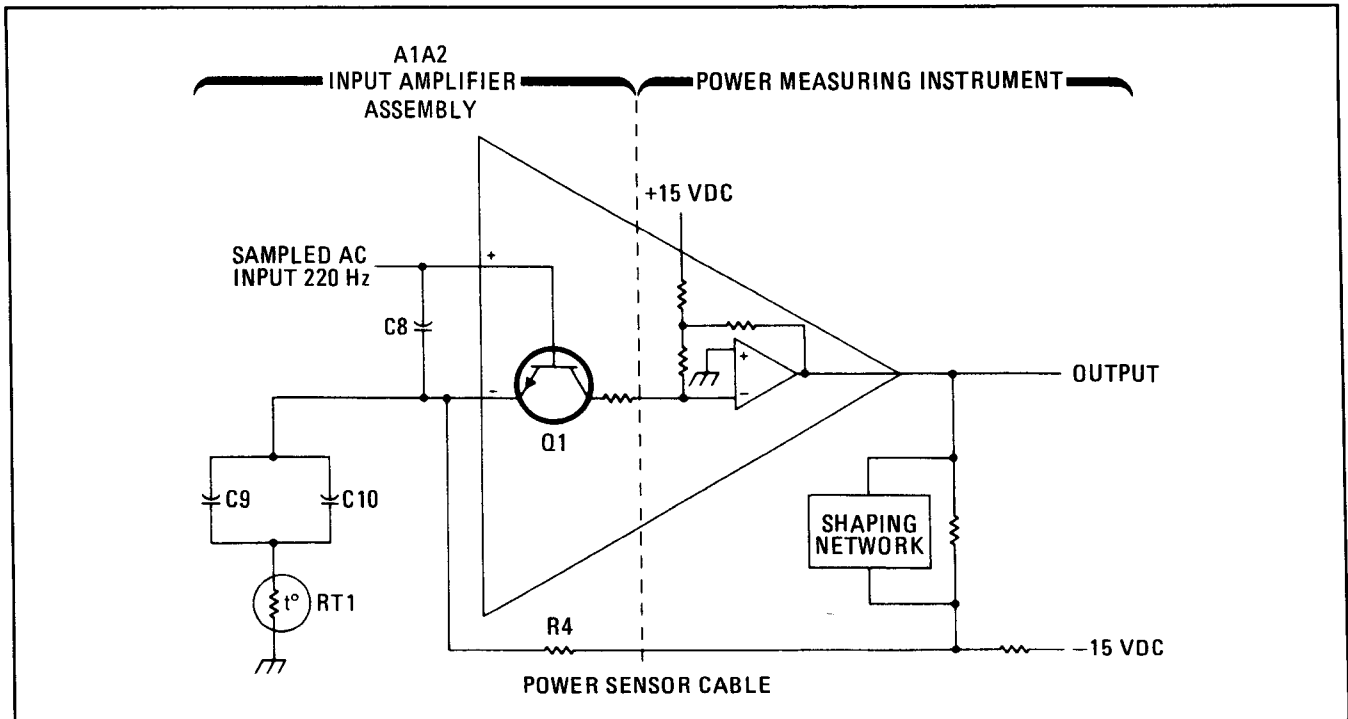 A1A2
INPUT AMPLIFIER
ASSEMBLY
POWER MEASURING INSTRUMENT
+15 VDC
SAMPLED AC
INPUT 220 Hz
+
C8
-
Q1
+
-
OUTPUT
C9
C10
SHAPING
NETWORK
t° RT1
R4
-15 VDC
POWER SENSOR CABLE